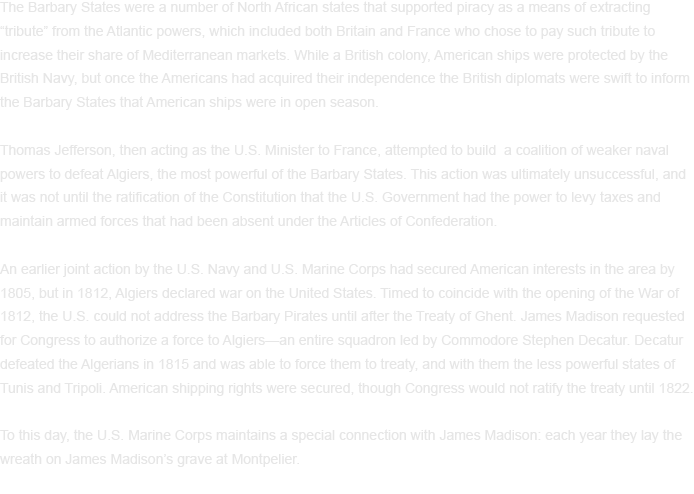 The Barbary States were a number of North African states that supported piracy as a means of extracting
“tribute” from the Atlantic powers, which included both Britain and France who chose to pay such tribute to
increase their share of Mediterranean markets. While a British colony, American ships were protected by the
British Navy, but once the Americans had acquired their independence the British diplomats were swift to inform
the Barbary States that American ships were in open season.
Thomas Jefferson, then acting as the U.S. Minister to France, attempted to build  a coalition of weaker naval
powers to defeat Algiers, the most powerful of the Barbary States. This action was ultimately unsuccessful, and
it was not until the ratification of the Constitution that the U.S. Government had the power to levy taxes and
maintain armed forces that had been absent under the Articles of Confederation.
An earlier joint action by the U.S. Navy and U.S. Marine Corps had secured American interests in the area by
1805, but in 1812, Algiers declared war on the United States. Timed to coincide with the opening of the War of
1812, the U.S. could not address the Barbary Pirates until after the Treaty of Ghent. James Madison requested
for Congress to authorize a force to Algiers—an entire squadron led by Commodore Stephen Decatur. Decatur
defeated the Algerians in 1815 and was able to force them to treaty, and with them the less powerful states of
Tunis and Tripoli. American shipping rights were secured, though Congress would not ratify the treaty until 1822.
To this day, the U.S. Marine Corps maintains a special connection with James Madison: each year they lay the
wreath on James Madison’s grave at Montpelier.